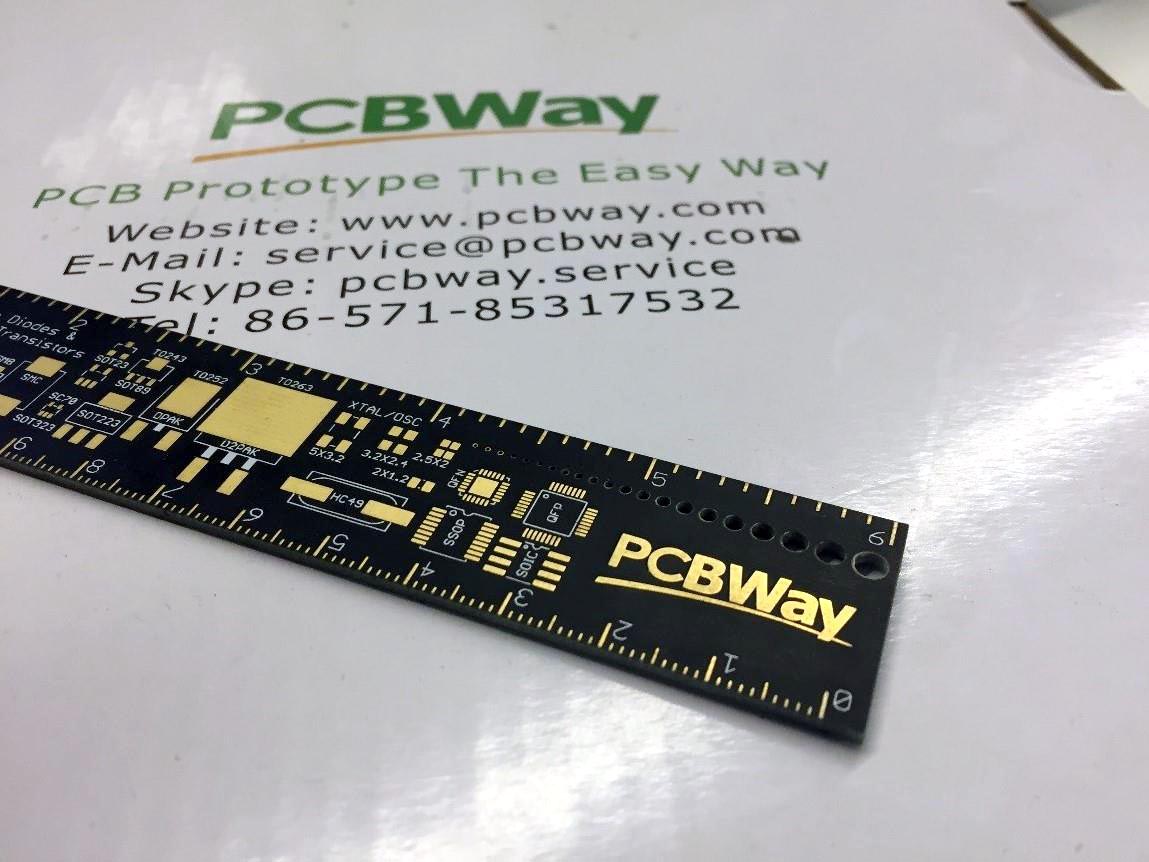 PCBWay
PCB Prototype The Easy Way
Website: www.pcbway.com
E-Mail: service@pcbway.com
Skype: pcbway.service
Tel: 86-571-85317532
2 3 4 5 6
Diodes &
Transistors
SOT23
TO243
TO252
TO263
SMC
SC70
SOT89
SOT323
SOT223
DPAK
D2PAK
XTAL/OSC
5X3.2
3.2X2.4
2.5X2
2X1.2
HC49
QFN
QFP
SSOP
SOIC
PCBWay
9 8 7 6 5 4 3 2 1 0